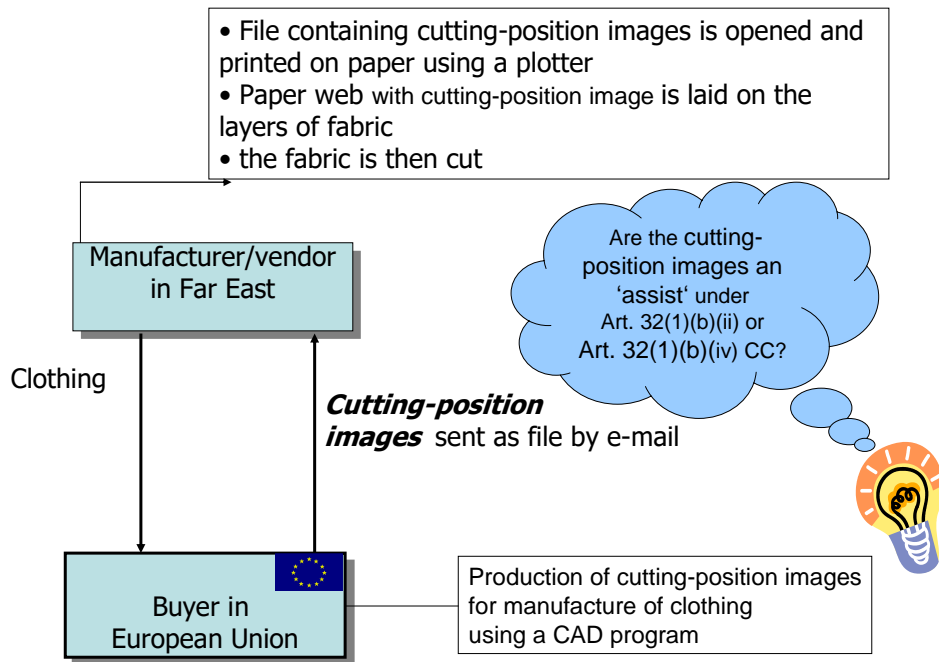 • File containing cutting-position images is opened and
printed on paper using a plotter
• Paper web with cutting-position image is laid on the
layers of fabric
• the fabric is then cut
Manufacturer/vendor
in Far East
Are the cutting-
position images an
‘assist‘ under
Art. 32(1)(b)(ii) or
Art. 32(1)(b)(iv) CC?
Clothing
Cutting-position
images sent as file by e-mail
Buyer in
European Union
Production of cutting-position images
for manufacture of clothing
using a CAD program